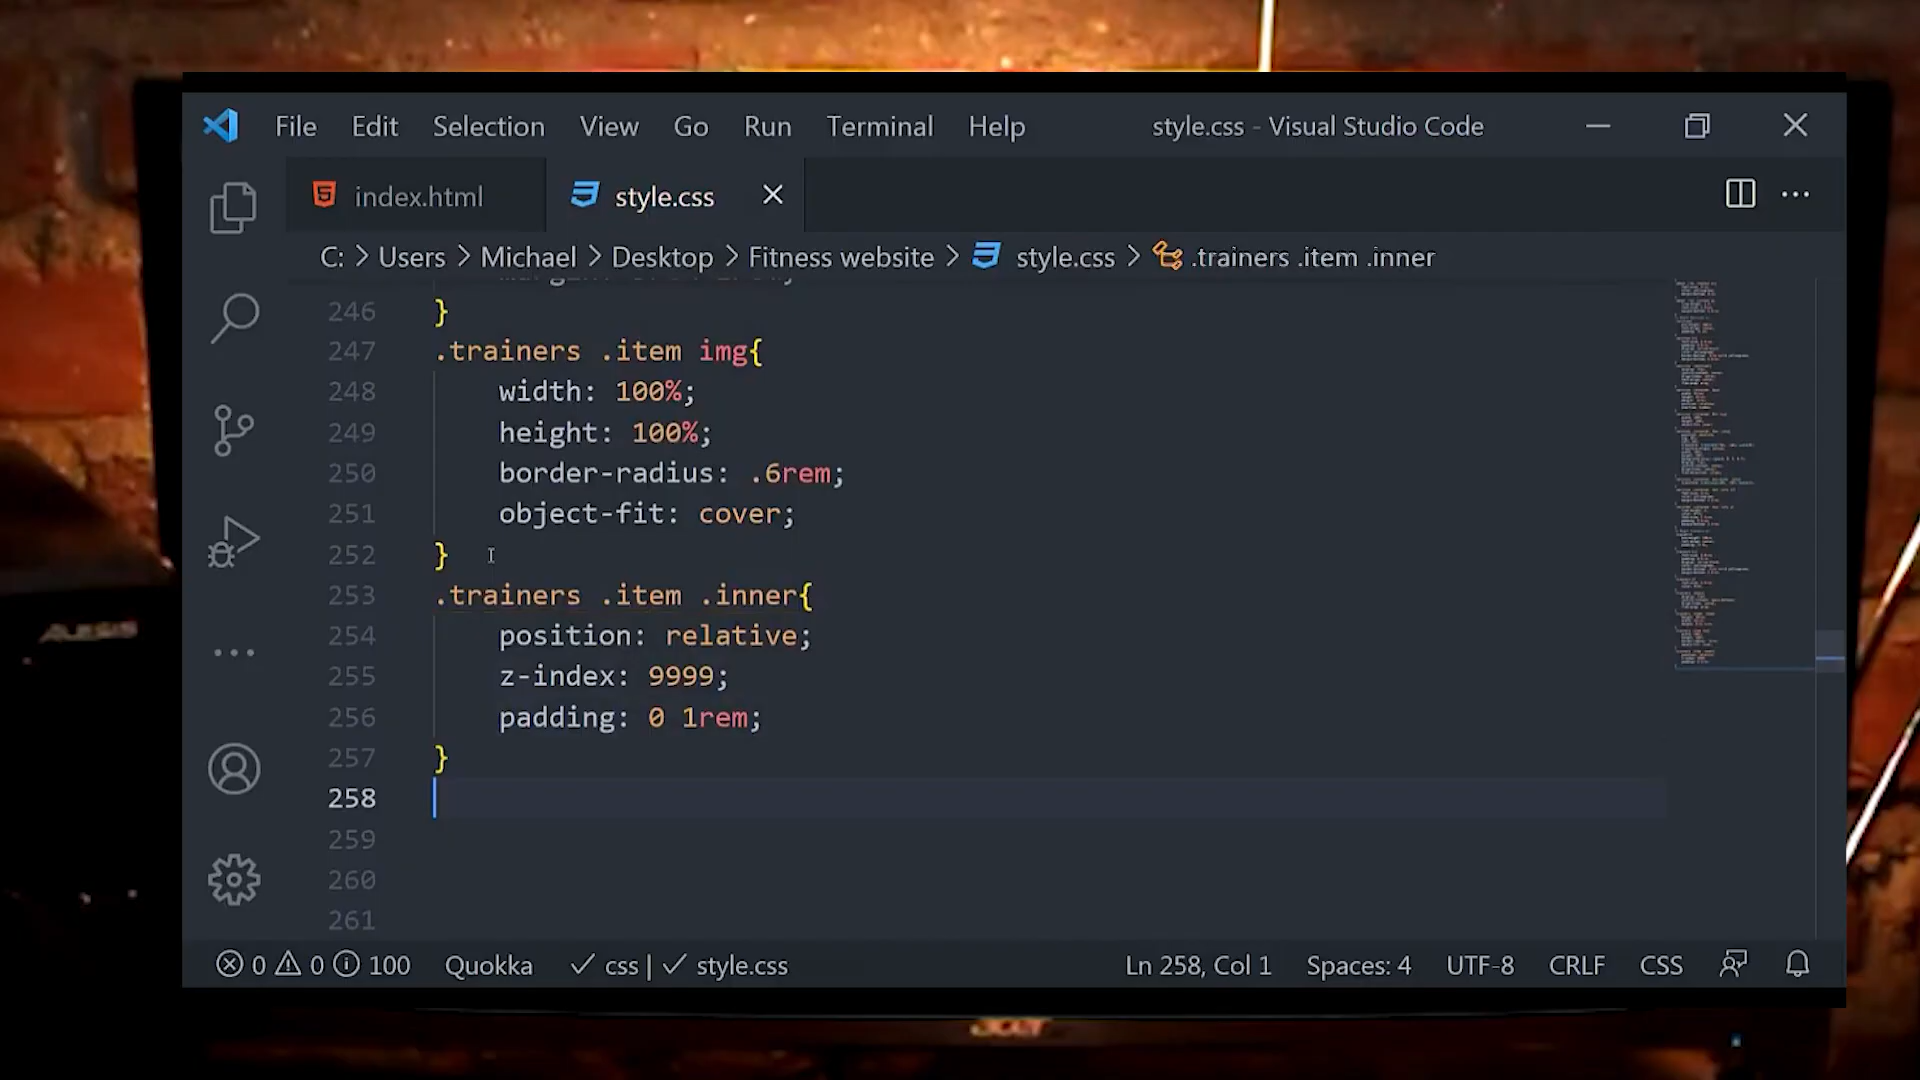 File Edit Selection View Go Run Terminal Help style.css - Visual Studio Code
index.html style.css
C: > Users > Michael > Desktop > Fitness website > style.css > .trainers .item .inner
246 }
247 .trainers .item img{
248 width: 100%;
249 height: 100%;
250 border-radius: .6rem;
251 object-fit: cover;
252 }
253 .trainers .item .inner{
254 position: relative;
255 z-index: 9999;
256 padding: 0 1rem;
257 }
258
259
260
261
0 0 100 Quokka ✓ css | ✓ style.css Ln 258, Col 1 Spaces: 4 UTF-8 CRLF CSS
ALESIS
acer